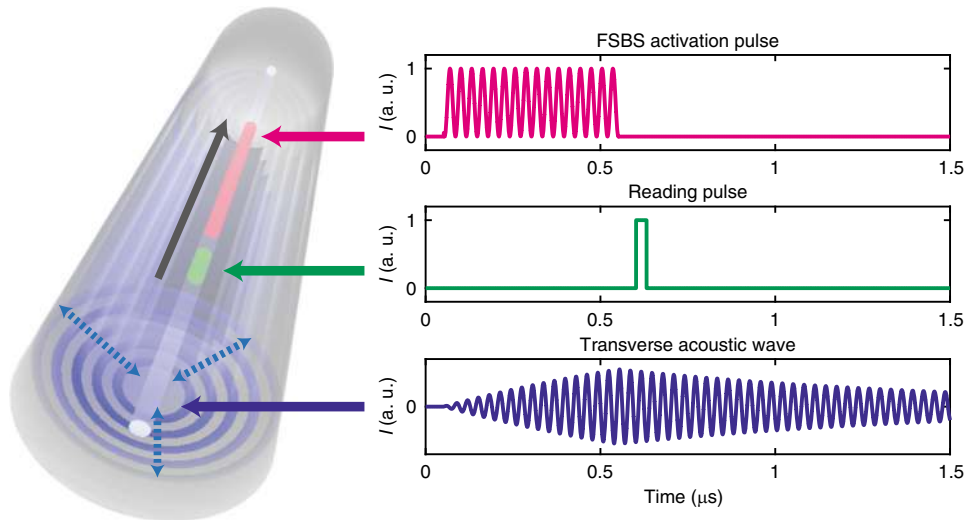 FSBS activation pulse
I (a. u.)
1
0
0
0.5
1
1.5
Reading pulse
I (a. u.)
1
0
0
0.5
1
1.5
Transverse acoustic wave
I (a. u.)
0
0
0.5
1
1.5
Time (μs)